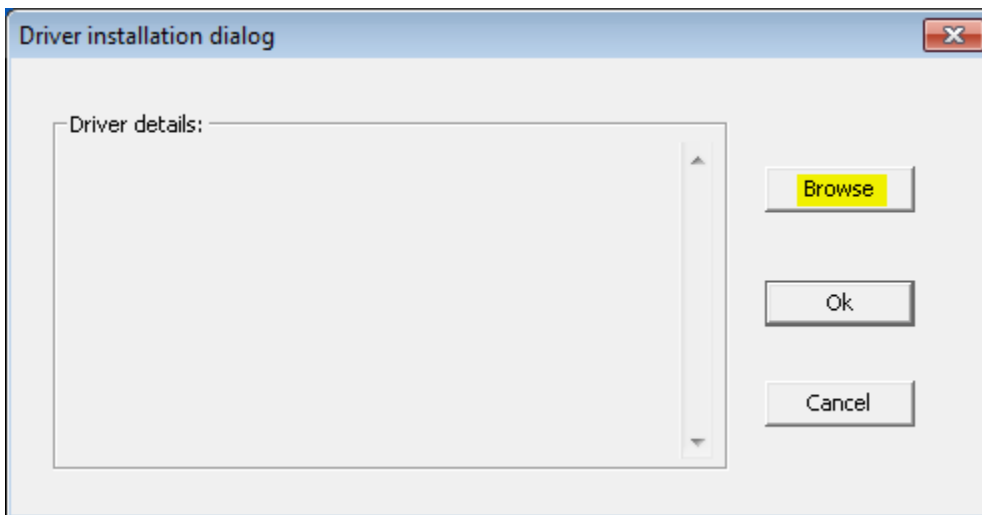 Driver installation dialog
Driver details:
Browse
Ok
Cancel